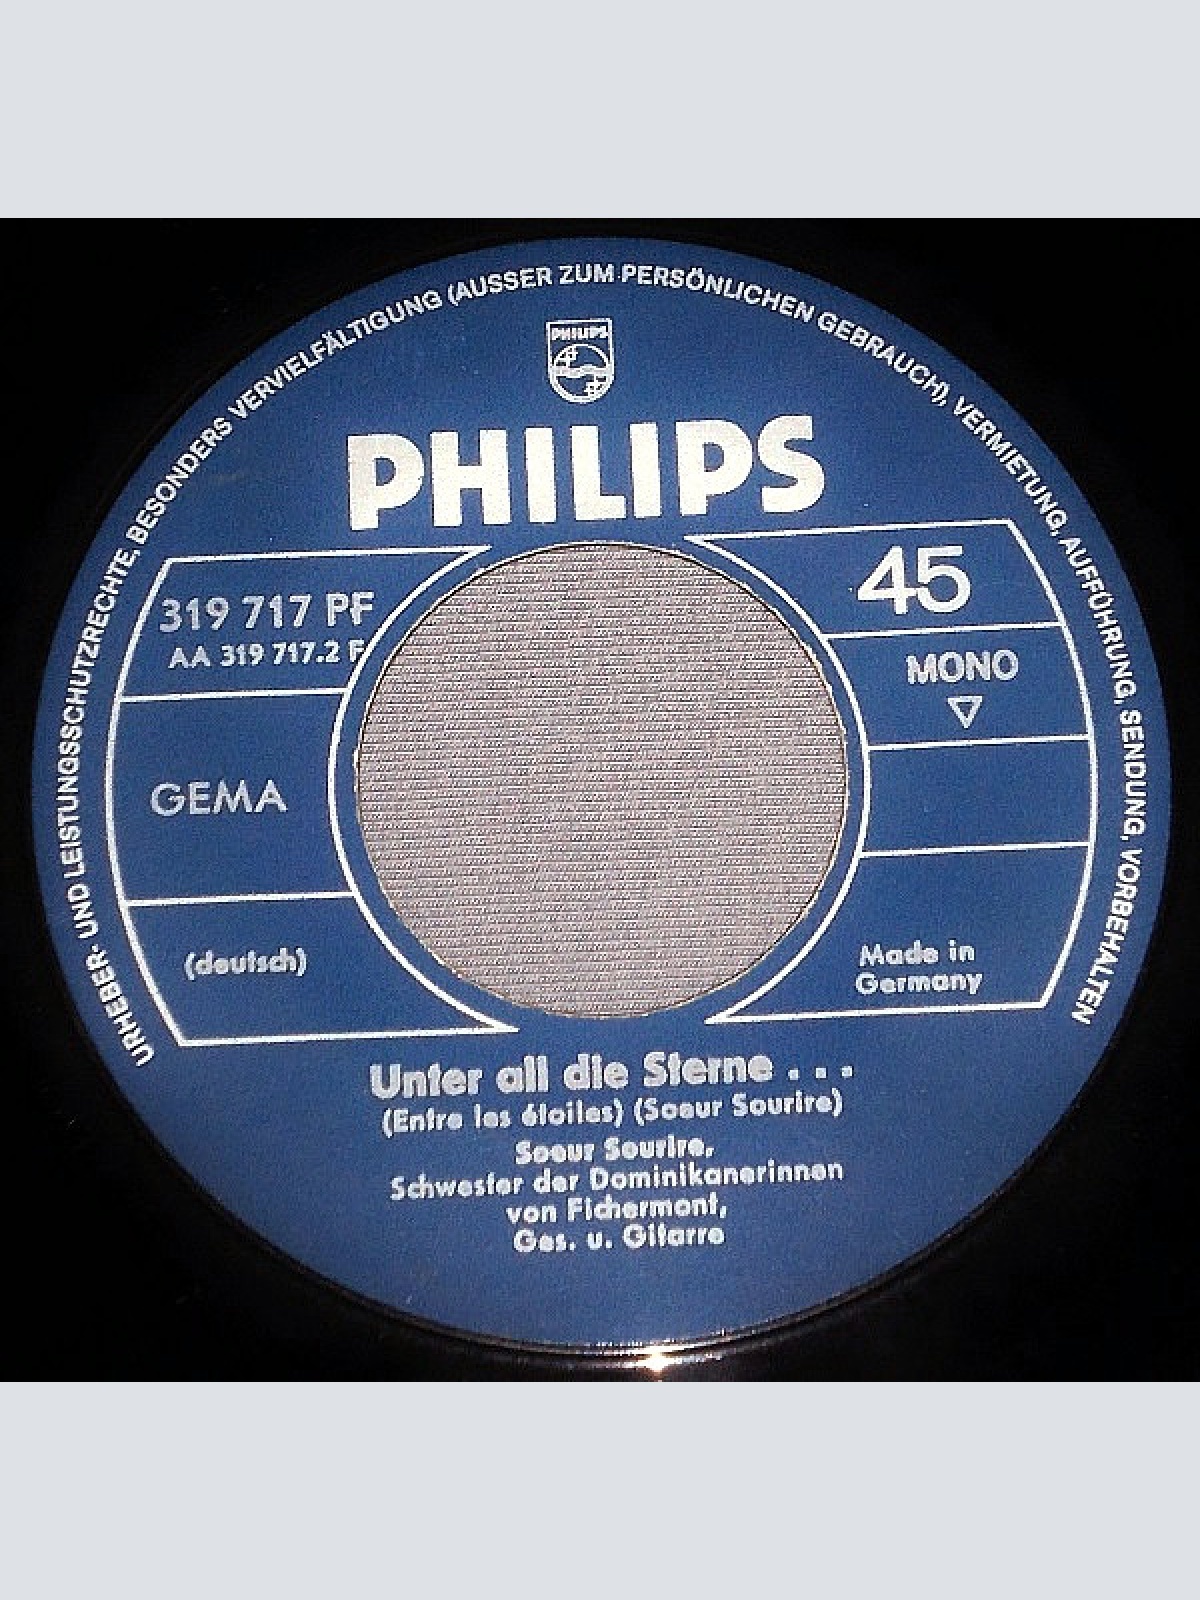 URHEBER- UND LEISTUNGSSCHUTZRECHTE, BESONDERS VERVIELFÄLTIGUNG (AUSSER ZUM PERSÖNLICHEN GEBRAUCH), VERMIETUNG, AUFFÜHRUNG, SENDUNG, VORBEHALTEN
PHILIPS
PHILIPS
319 717 PF
AA 319 717.2 F
GEMA
(deutsch)
45
MONO
Made in
Germany
Unter all die Sterne . . .
(Entre les étoiles) (Soeur Sourire)
Soeur Sourire,
Schwester der Dominikanerinnen
von Fichermont,
Ges. u. Gitarre